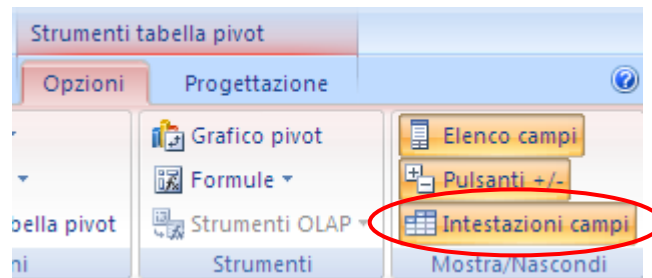 Strumenti tabella pivot
Opzioni Progettazione
Grafico pivot Elenco campi
Formule Pulsanti +/-
pivot Strumenti OLAP Intestazioni campi
Strumenti Mostra/Nascondi